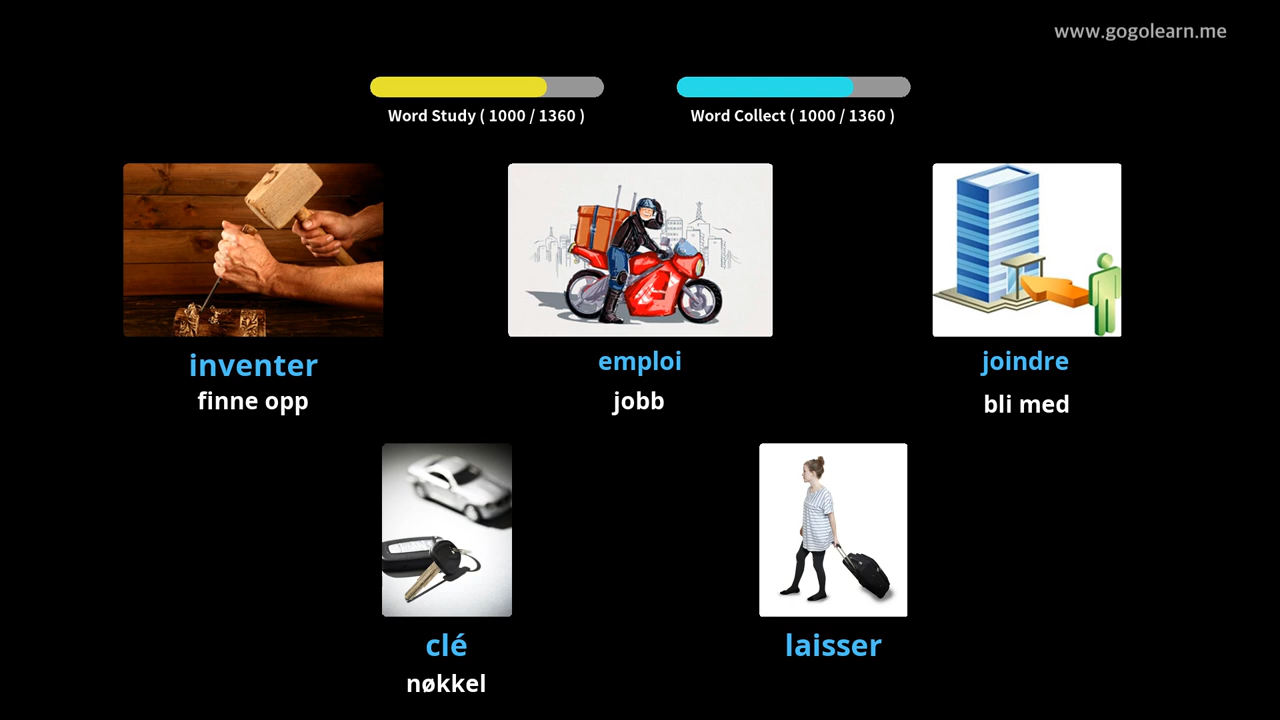 www.gogolearn.me
Word Study ( 1000 / 1360 )
Word Collect ( 1000 / 1360 )
inventer
finne opp
emploi
jobb
joindre
bli med
clé
nøkkel
laisser